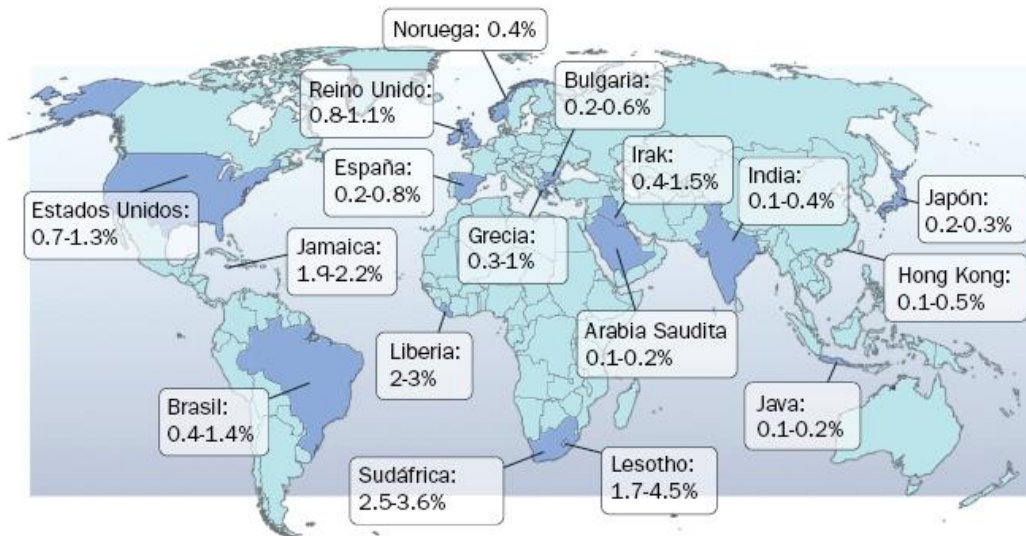 Noruega: 0.4%
Bulgaria:
0.2-0.6%
Reino Unido:
0.8-1.1%
Irak:
0.4-1.5%
España:
0.2-0.8%
India:
0.1-0.4%
Japón:
0.2-0.3%
Estados Unidos:
0.7-1.3%
Jamaica:
1.9-2.2%
Grecia:
0.3-1%
Hong Kong:
0.1-0.5%
Arabia Saudita
0.1-0.2%
Liberia:
2-3%
Brasil:
0.4-1.4%
Java:
0.1-0.2%
Sudáfrica:
2.5-3.6%
Lesotho:
1.7-4.5%